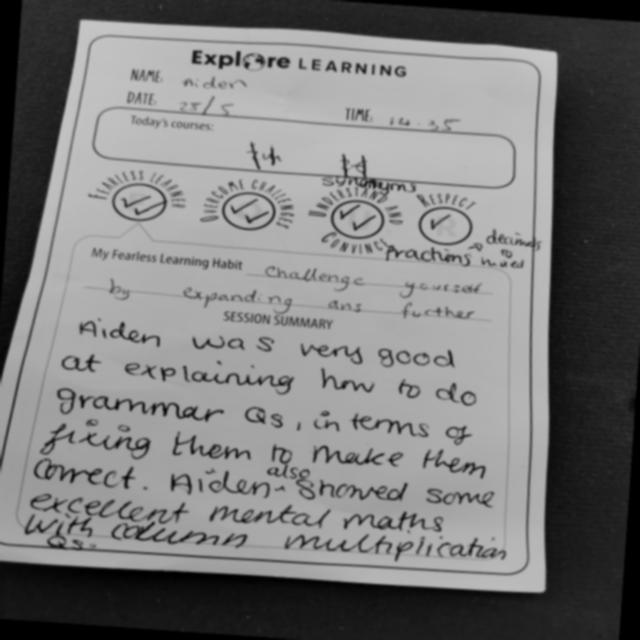 Explore LEARNING
NAME: Aiden
DATE: 25/5 TIME: 14.35
Today's courses:
synonyms
FEARLESS LEARNER OVERCOME CHALLENGES UNDERSTAND AND CONVINCE RESPECT
fractions → decimals
to mixed
My Fearless Learning Habit challenge yourself
by expanding ans further
SESSION SUMMARY
Aiden was very good
at explaining how to do
grammar Qs, in terms of
fixing them to make them
correct. Aiden also showed some
excellent mental maths
with column multiplication
Qs.